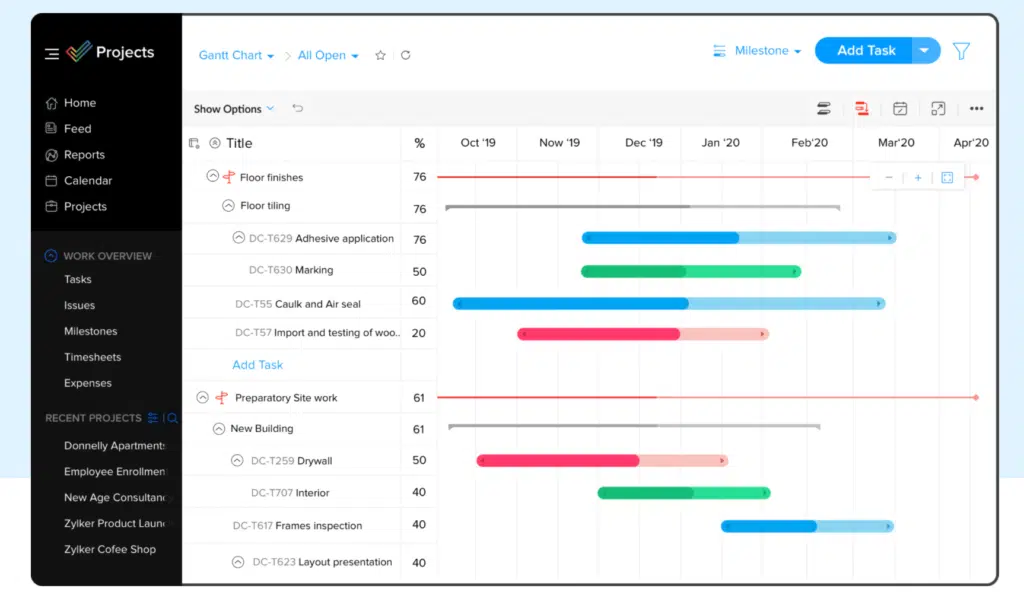 Projects
Home
Feed
Reports
Calendar
Projects
WORK OVERVIEW
Tasks
Issues
Milestones
Timesheets
Expenses
RECENT PROJECTS
Donnelly Apartments
Employee Enrollmen
New Age Consultanc
Zylker Product Laun
Zylker Cofee Shop
Gantt Chart All Open Milestone Add Task
Show Options
Title % Oct '19 Now '19 Dec '19 Jan '20 Feb'20 Mar'20 Apr'20
Floor finishes 76
Floor tiling 76
DC-T629 Adhesive application 76
DC-T630 Marking 50
DC-T55 Caulk and Air seal 60
DC-T57 Import and testing of woo.. 20
Add Task
Preparatory Site work 61
New Building 61
DC-T259 Drywall 50
DC-T707 Interior 40
DC-T617 Frames inspection 40
DC-T623 Layout presentation 40